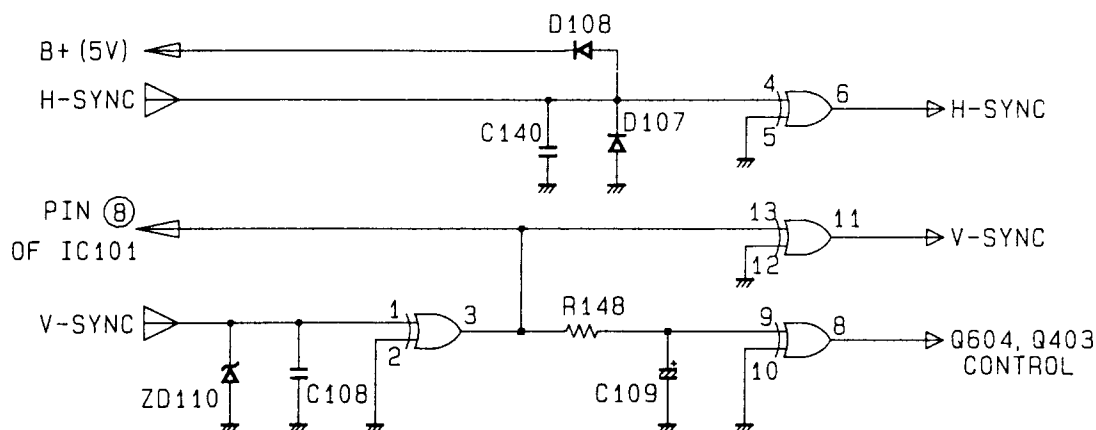 D108
B+ (5V)
H-SYNC
4
6
H-SYNC
C140
D107
5
PIN ⑧
OF IC101
13
11
V-SYNC
12
V-SYNC
1
3
R148
9
8
Q604, Q403
CONTROL
2
10
ZD110
C108
C109
+